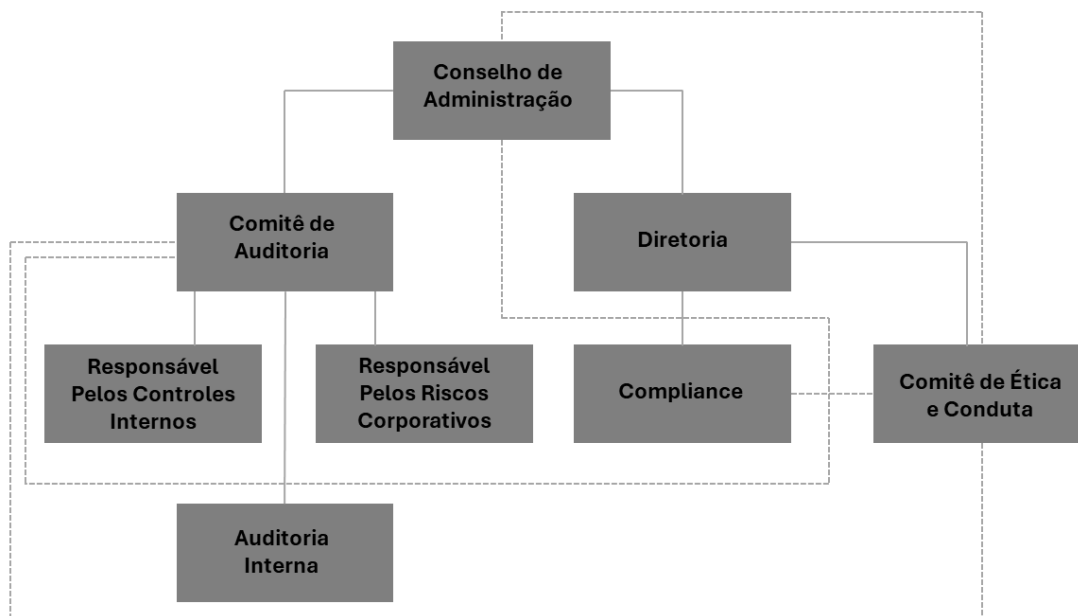 Conselho de
Administração
Comitê de
Auditoria
Diretoria
Responsável
Pelos Controles
Internos
Responsável
Pelos Riscos
Corporativos
Compliance
Comitê de Ética
e Conduta
Auditoria
Interna